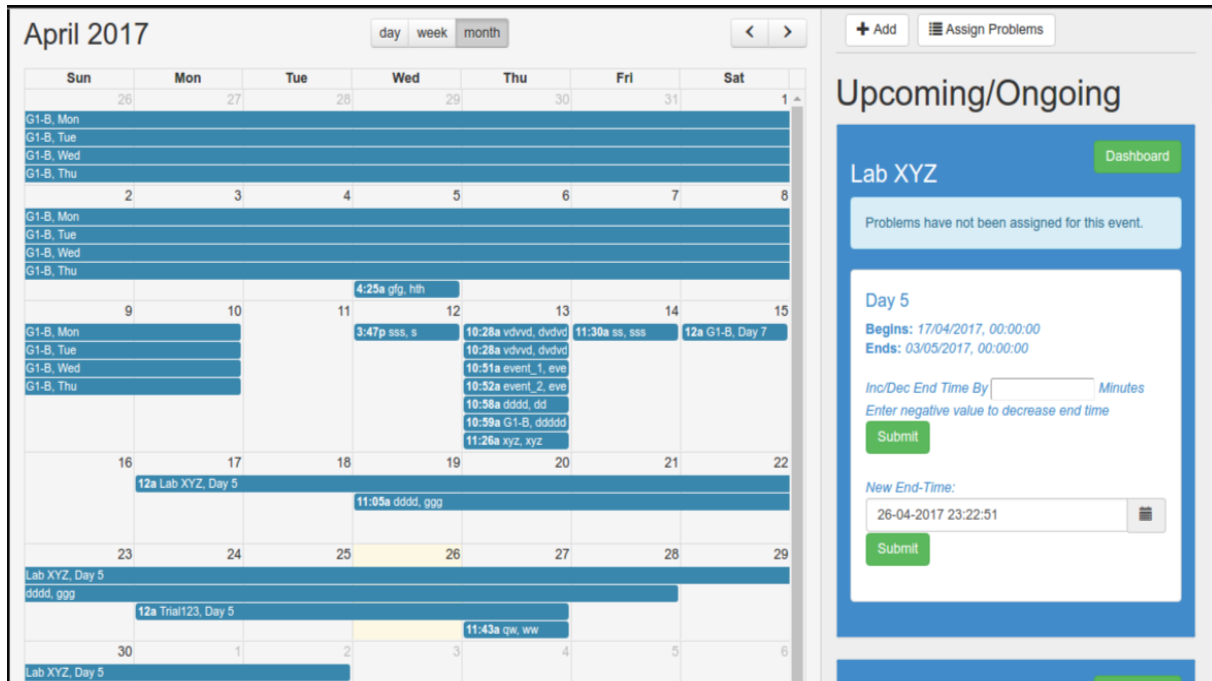 April 2017
day week month
Sun Mon Tue Wed Thu Fri Sat
26 27 28 29 30 31 1
G1-B, Mon
G1-B, Tue
G1-B, Wed
G1-B, Thu
2 3 4 5 6 7 8
G1-B, Mon
G1-B, Tue
G1-B, Wed
G1-B, Thu
4:25a gfg, hth
9 10 11 12 13 14 15
G1-B, Mon 3:47p sss, s 10:28a vdvvd, dvdvd 11:30a ss, sss 12a G1-B, Day 7
G1-B, Tue 10:28a vdvvd, dvdvd
G1-B, Wed 10:51a event_1, eve
G1-B, Thu 10:52a event_2, eve
10:58a dddd, dd
10:59a G1-B, ddddd
11:26a xyz, xyz
16 17 18 19 20 21 22
12a Lab XYZ, Day 5
11:05a dddd, ggg
23 24 25 26 27 28 29
Lab XYZ, Day 5
dddd, ggg
12a Trial123, Day 5
11:43a qw, ww
30 1 2 3 4 5 6
Lab XYZ, Day 5
Add Assign Problems
Upcoming/Ongoing
Dashboard
Lab XYZ
Problems have not been assigned for this event.
Day 5
Begins: 17/04/2017, 00:00:00
Ends: 03/05/2017, 00:00:00
Inc/Dec End Time By Minutes
Enter negative value to decrease end time
Submit
New End-Time:
26-04-2017 23:22:51
Submit